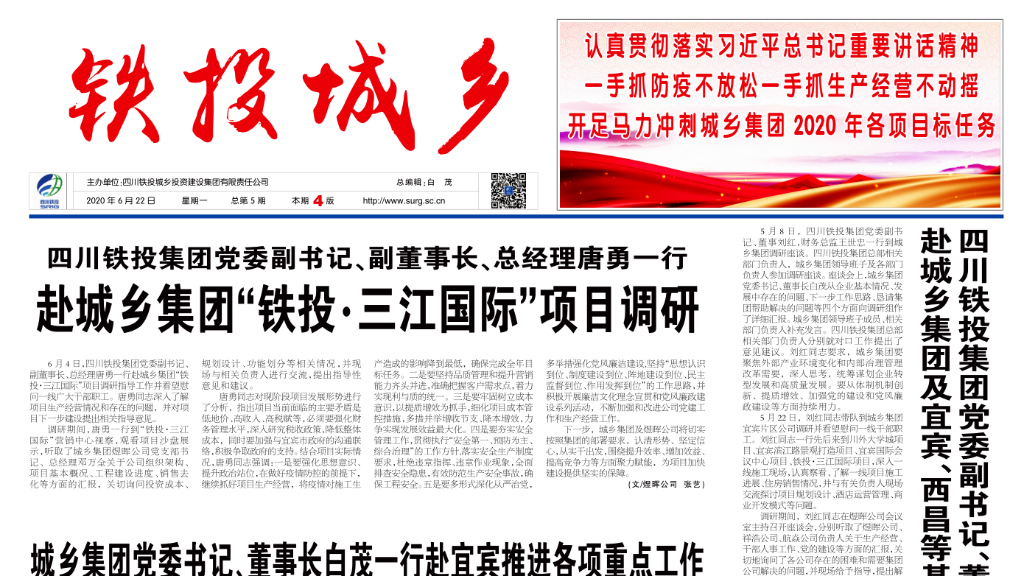 铁投城乡
认真贯彻落实习近平总书记重要讲话精神
一手抓防疫不放松一手抓生产经营不动摇
开足马力冲刺城乡集团 2020 年各项目标任务
主办单位:四川铁投城乡投资建设集团有限责任公司 总编辑:白 茂
2020 年 6 月 22 日 星期一 总第 5 期 本期 4 版 http://www.surg.sc.cn
四川铁投集团党委副书记、副董事长、总经理唐勇一行
赴城乡集团“铁投·三江国际”项目调研
6 月 4 日,四川铁投集团党委副书记、
副董事长、总经理唐勇一行赴城乡集团“铁
投·三江国际”项目调研指导工作并看望慰
问一线广大干部职工。唐勇同志深入了解
项目生产经营情况和存在的问题，并对项
目下一步建设提出相关指导意见。
调研期间,唐勇一行到“铁投·三江
国际”营销中心视察,观看项目沙盘展
示,听取了城乡集团煜晖公司党支部书
记、总经理邓万金关于公司组织架构、
项目基本概况、工程建设进度、销售去
化等方面的汇报，关切询问投资成本、
规划设计、功能划分等相关情况,并现
场与相关负责人进行交流,提出指导性
意见和建议。
唐勇同志对现阶段项目发展形势进行
了分析，指出项目当前面临的主要矛盾是
低地价,高收入,高税赋等,必须要强化财
务管理水平,深入研究税收政策,降低整体
成本，同时要加强与宜宾市政府的沟通联
络,积极争取政府的支持。结合项目实际情
况,唐勇同志强调:一是要强化思想意识、
提升政治站位,在做好疫情防控的前提下,
继续抓好项目生产经营，将疫情对施工生
产造成的影响降到最低，确保完成全年目
标任务。二是要坚持品质管理和提升营销
能力齐头并进,准确把握客户需求点,着力
实现利与质的统一。三是要牢固树立成本
意识,以提质增效为抓手,细化项目成本管
控措施,多措并举增收节支,降本增效,力
争实现发展效益最大化。四是要夯实安全
管理工作,贯彻执行“安全第一、预防为主、
综合治理”的工作方针,落实安全生产制度
要求,杜绝违章指挥、违章作业现象,全面
排查安全隐患,有效防范生产安全事故,确
保工程安全。五是要多形式深化从严治党,
多举措强化党风廉洁建设,坚持“思想认识
到位、制度建设到位,阵地建设到位,民主
监督到位,作用发挥到位”的工作思路,并
积极开展廉洁文化理念宣贯和党风廉政建
设系列活动，不断加强和改进公司党建工
作和生产经营工作。
下一步，城乡集团及煜晖公司将切实
按照集团的部署要求，认清形势、坚定信
心,从实干出发、围绕提升效率、增加效益、
提高竞争力等方面聚力赋能，为项目加快
建设提供坚实的保障。
(文/煜晖公司 张艺)
5 月 8 日，四川铁投集团党委副书
记、董事刘红,财务总监王世忠一行到城
乡集团调研座谈。四川铁投集团总部相关
部门负责人，城乡集团领导班子及各部门
负责人参加调研座谈。座谈会上,城乡集团
党委书记、董事长白茂从企业基本情况、发
展中存在的问题、下一步工作思路、恳请集
团帮助解决的问题等四个方面向调研组作
了详细汇报。城乡集团领导班子成员,相关
部门负责人补充发言。四川铁投集团总部
相关部门负责人分别就对口工作提出了
意见建议。刘红同志要求，城乡集团要
聚焦外部产业环境变化和内部治理管理
改革需要，深入思考,统筹谋划企业转
型发展和高质量发展。要从体制机制创
新、提质增效、加强党的建设和党风廉
政建设等方面持续用力。
5 月 22 日，刘红同志带队到城乡集团
宜宾片区公司调研并看望慰问一线干部职
工。刘红同志一行先后来到川外大学城项
目、宜宾滨江路景观打造项目、宜宾国际会
议中心项目、铁投·三江国际项目，深入一
线施工现场,认真察看,了解一线项目施工
进展、住房销售情况，并与有关负责人现场
交流探讨项目规划设计、酒店运营管理、商
业开发模式等问题。
调研期间，刘红同志在煜晖公司会议
室主持召开座谈会,分别听取了煜晖公司、
祥浩公司、航焱公司负责人关于生产经营、
干部人事工作、党的建设等方面的汇报,关
切地询问了各公司存在的困难和需要集团
公司解决的问题，并现场给予指导，提出解
四川铁投集团党委副书记、董
赴城乡集团及宜宾、西昌等基
城乡集团党委书记、董事长白茂一行赴宜宾推进各项重点工作